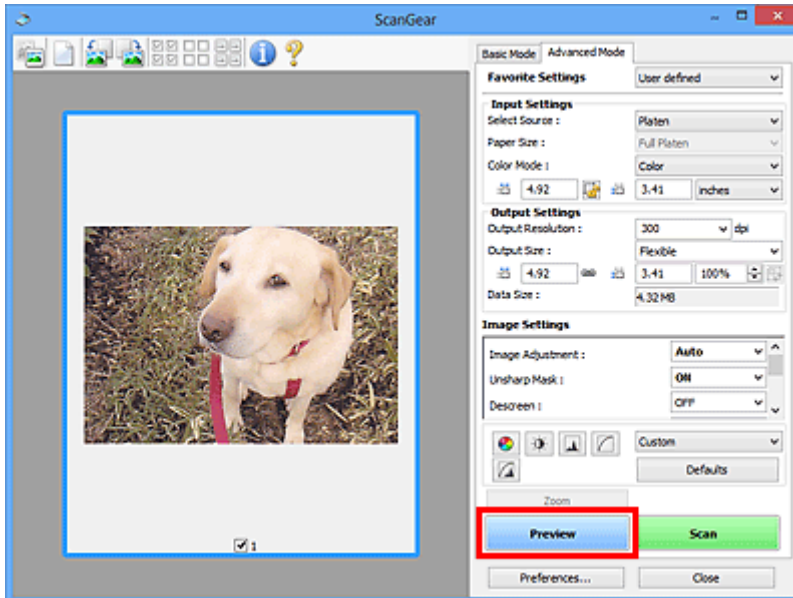 ScanGear
Basic Mode Advanced Mode
Favorite Settings User defined
Input Settings
Select Source : Platen
Paper Size : Full Platen
Color Mode : Color
4.92 3.41 inches
Output Settings
Output Resolution : 300 dpi
Output Size : Flexible
4.92 3.41 100%
Data Size : 4.32 MB
Image Settings
Image Adjustment : Auto
Unsharp Mask : ON
Descreen : OFF
Custom
Defaults
Zoom
Preview Scan
1
Preferences... Close